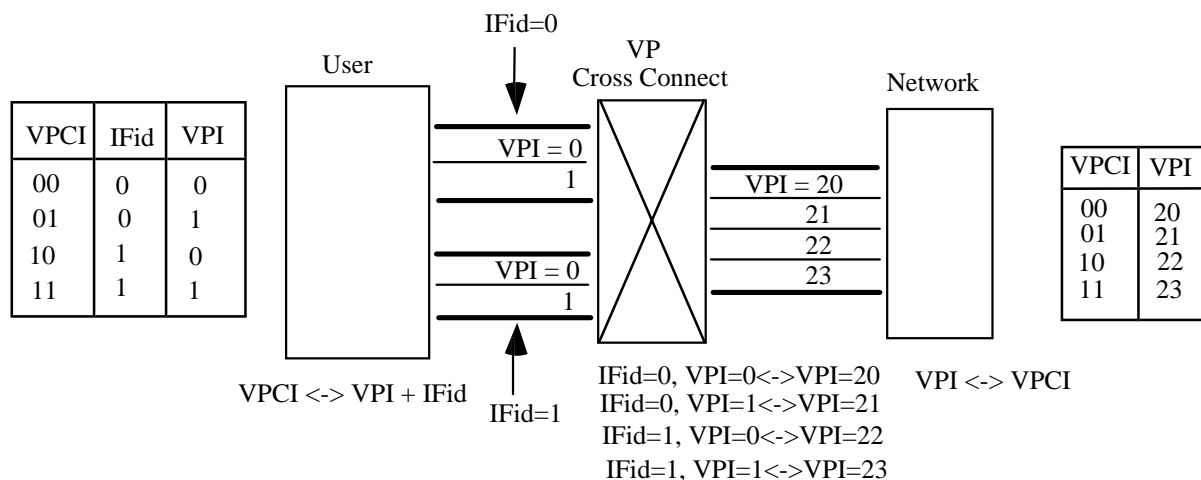 IFid=0
VP
Cross Connect
User
Network
VPCI IFid VPI
00 0 0
01 0 1
10 1 0
11 1 1
VPI = 0
1
VPI = 0
1
VPI = 20
21
22
23
VPCI VPI
00 20
01 21
10 22
11 23
VPCI <-> VPI + IFid
IFid=1
IFid=0, VPI=0<->VPI=20
IFid=0, VPI=1<->VPI=21
IFid=1, VPI=0<->VPI=22
IFid=1, VPI=1<->VPI=23
VPI <-> VPCI